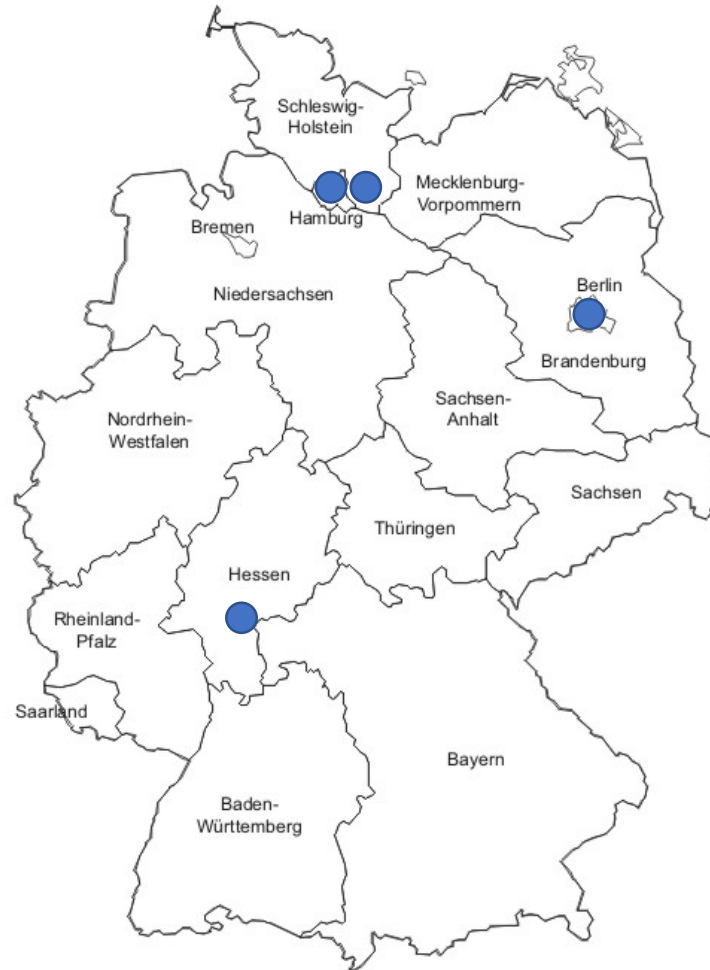 Schleswig-
Holstein
Mecklenburg-
Vorpommern
Hamburg
Bremen
Niedersachsen
Berlin
Brandenburg
Sachsen-
Anhalt
Nordrhein-
Westfalen
Sachsen
Thüringen
Hessen
Rheinland-
Pfalz
Saarland
Bayern
Baden-
Württemberg